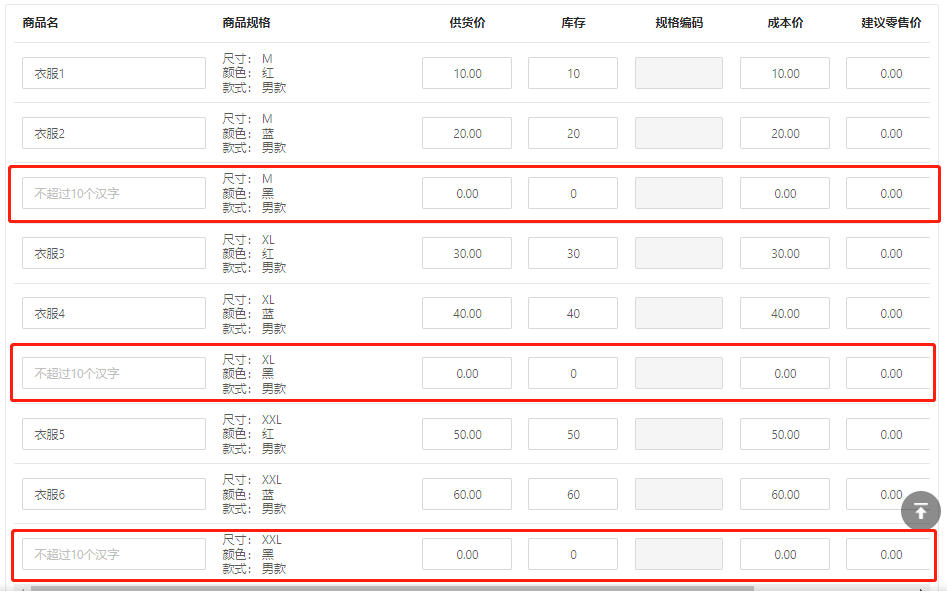 商品名 商品规格 供货价 库存 规格编码 成本价 建议零售价
尺寸： M
衣服1 颜色： 红 10.00 10 10.00 0.00
款式： 男款
尺寸： M
衣服2 颜色： 蓝 20.00 20 20.00 0.00
款式： 男款
尺寸： M
不超过10个汉字 颜色： 黑 0.00 0 0.00 0.00
款式： 男款
尺寸： XL
衣服3 颜色： 红 30.00 30 30.00 0.00
款式： 男款
尺寸： XL
衣服4 颜色： 蓝 40.00 40 40.00 0.00
款式： 男款
尺寸： XL
不超过10个汉字 颜色： 黑 0.00 0 0.00 0.00
款式： 男款
尺寸： XXL
衣服5 颜色： 红 50.00 50 50.00 0.00
款式： 男款
尺寸： XXL
衣服6 颜色： 蓝 60.00 60 60.00 0.00
款式： 男款
尺寸： XXL
不超过10个汉字 颜色： 黑 0.00 0 0.00 0.00
款式： 男款